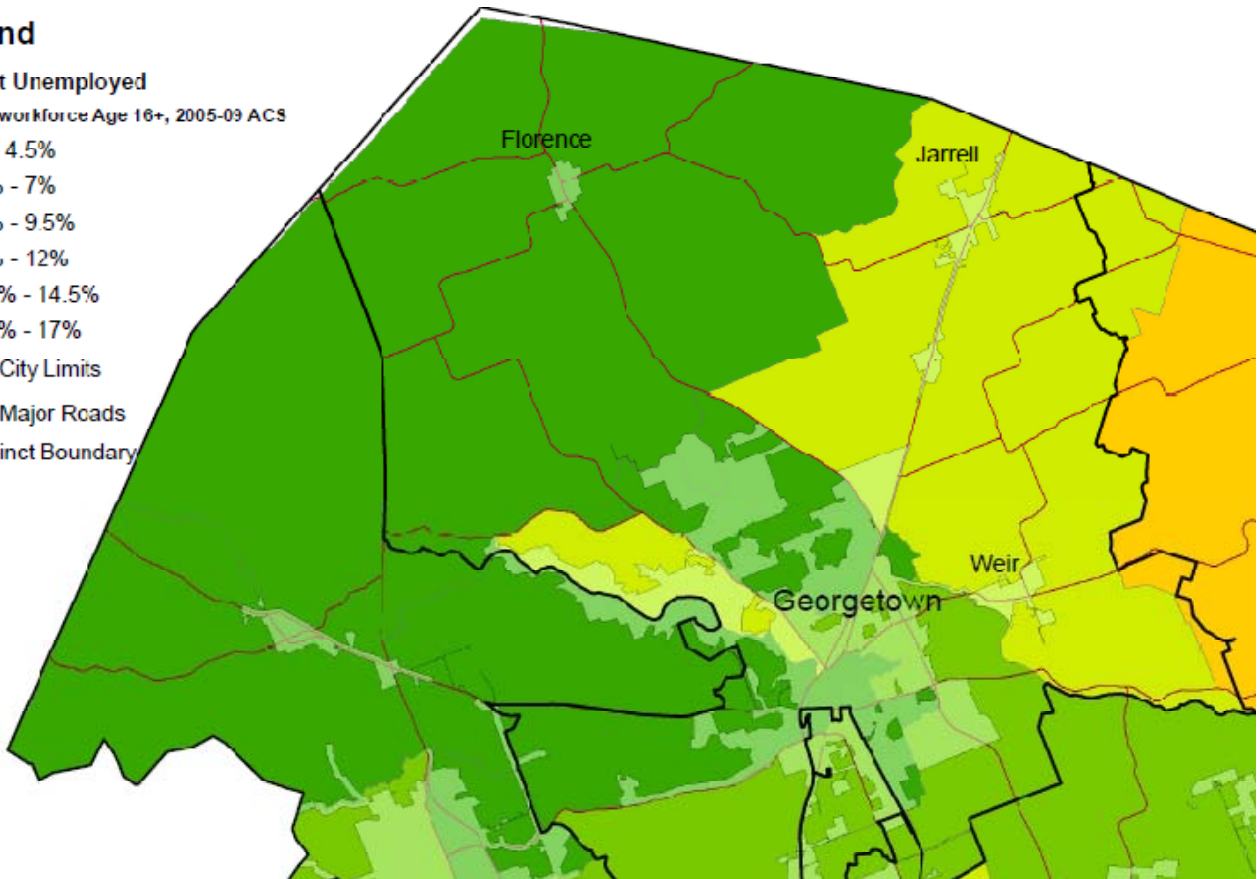 nd
t Unemployed
workforce Age 16+, 2005-09 ACS
4.5%
% - 7%
% - 9.5%
% - 12%
% - 14.5%
% - 17%
City Limits
Major Roads
inct Boundary
Florence
Jarrell
Weir
Georgetown